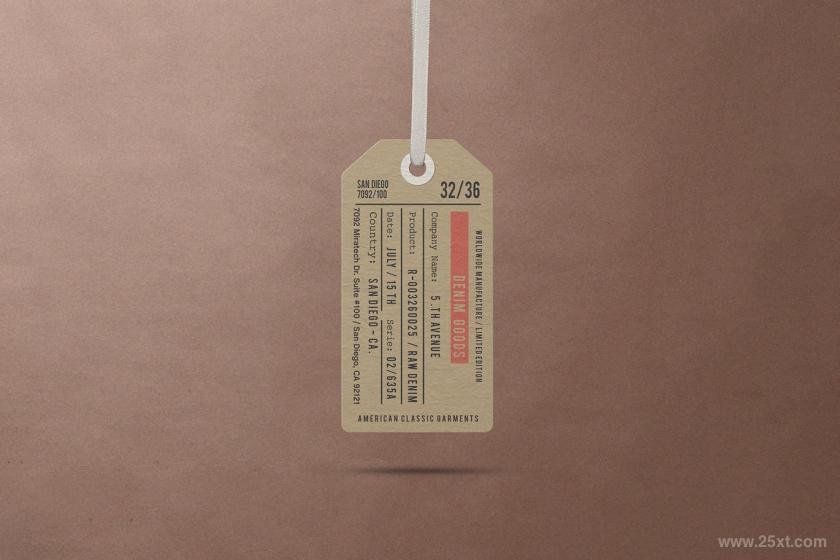 SAN DIEGO
7092/100
32/36
WORLDWIDE MANUFACTURE / LIMITED EDITION
DENIM GOODS
Company Name: 5.TH AVENUE
Product: R-003260025 / RAW DENIM
Date: JULY / 15TH Serie: 02/635A
Country: SAN DIEGO - CA.
7092 Miratech Dr. Suite #100 / San Diego, CA 92121
AMERICAN CLASSIC GARMENTS
www.25xt.com